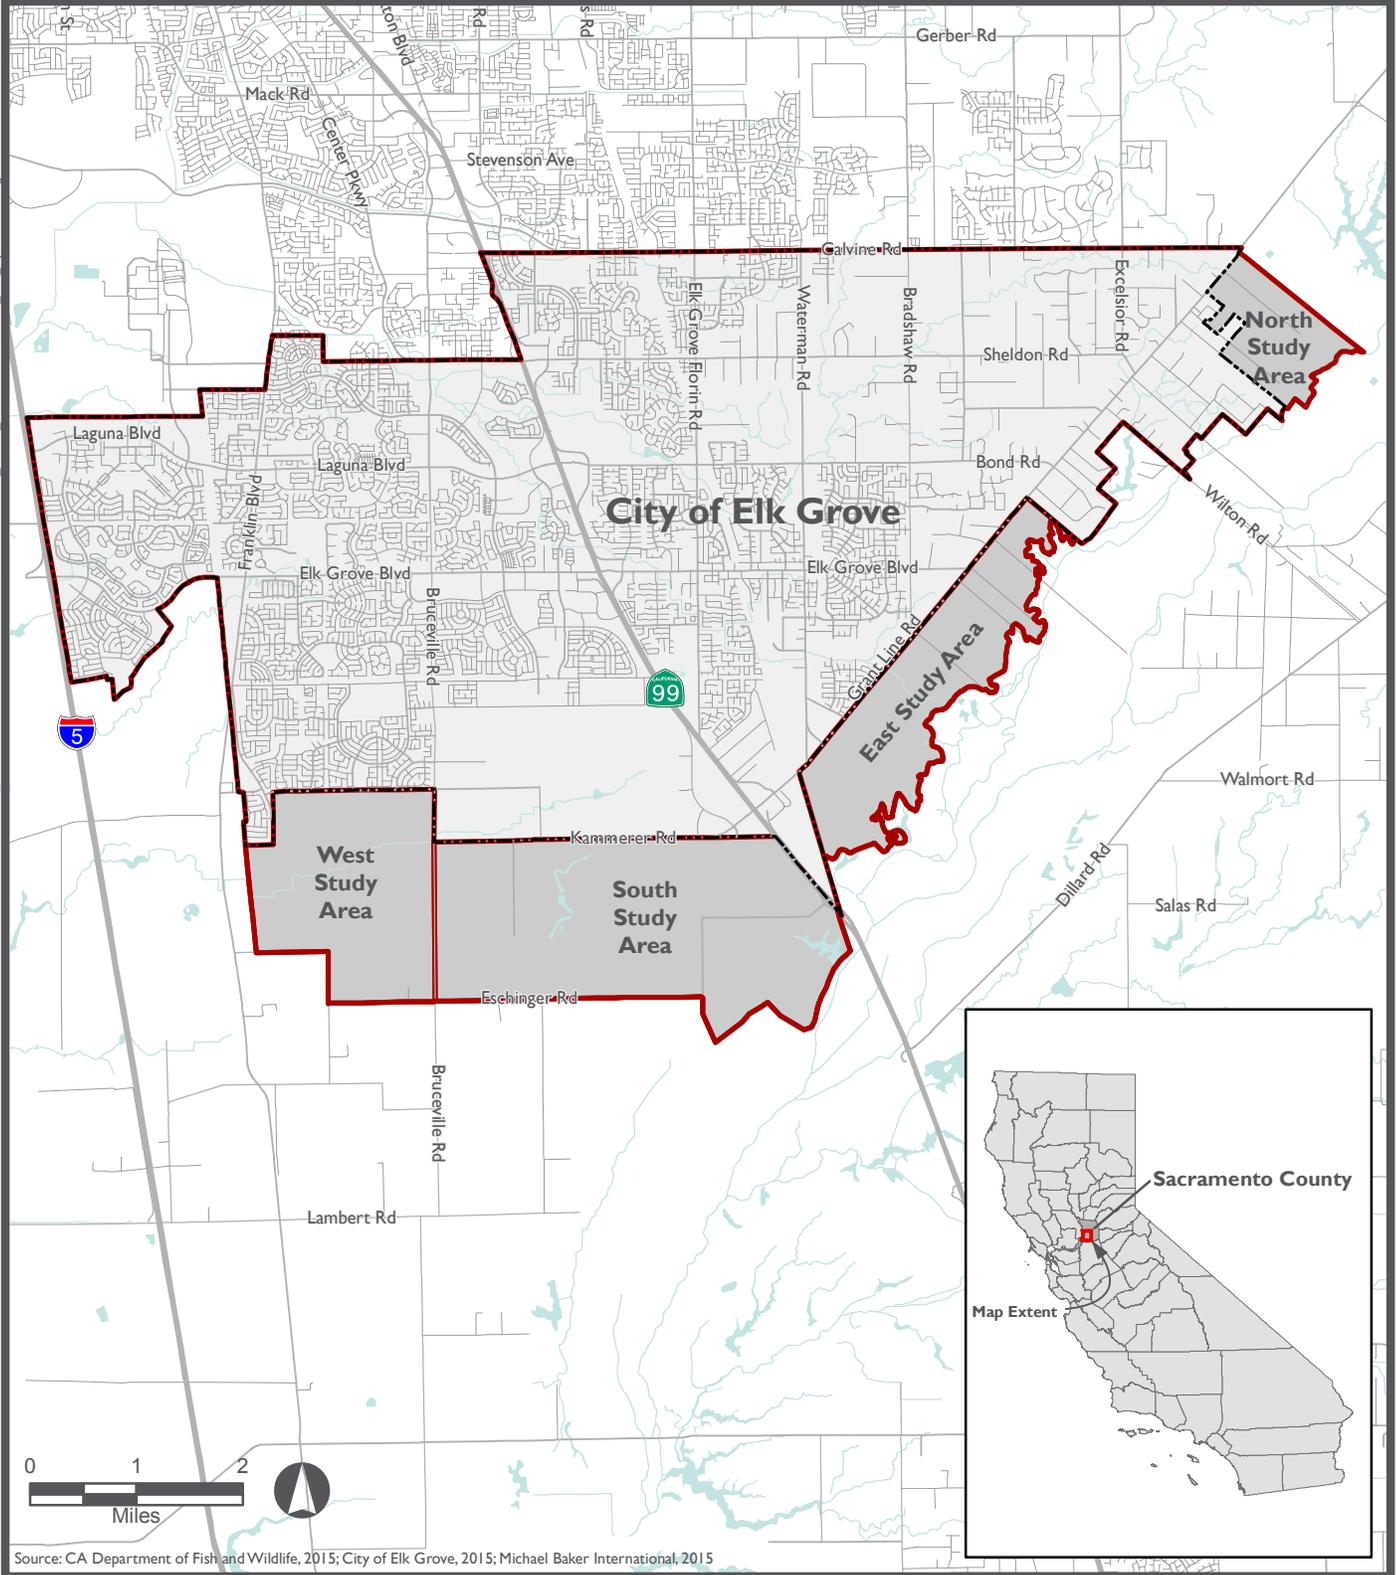 Rd
Gerber Rd
Mack Rd
Center Pkwy
Stevenson Ave
Calvine Rd
Elk Grove Florin Rd
Waterman Rd
Bradshaw Rd
Excelsior Rd
North
Study
Area
Sheldon Rd
Laguna Blvd
Laguna Blvd
Bond Rd
Franklin Blvd
City of Elk Grove
Wilton Rd
Elk Grove Blvd
Elk Grove Blvd
Bruceville Rd
Grant Line Rd
East Study Area
CALIFORNIA
99
5
Walmort Rd
Kammerer Rd
West
Study
Area
South
Study
Area
Dillard Rd
Salas Rd
Eschinger Rd
Bruceville Rd
Lambert Rd
Sacramento County
Map Extent
0 1 2
Miles
Source: CA Department of Fish and Wildlife, 2015; City of Elk Grove, 2015; Michael Baker International, 2015